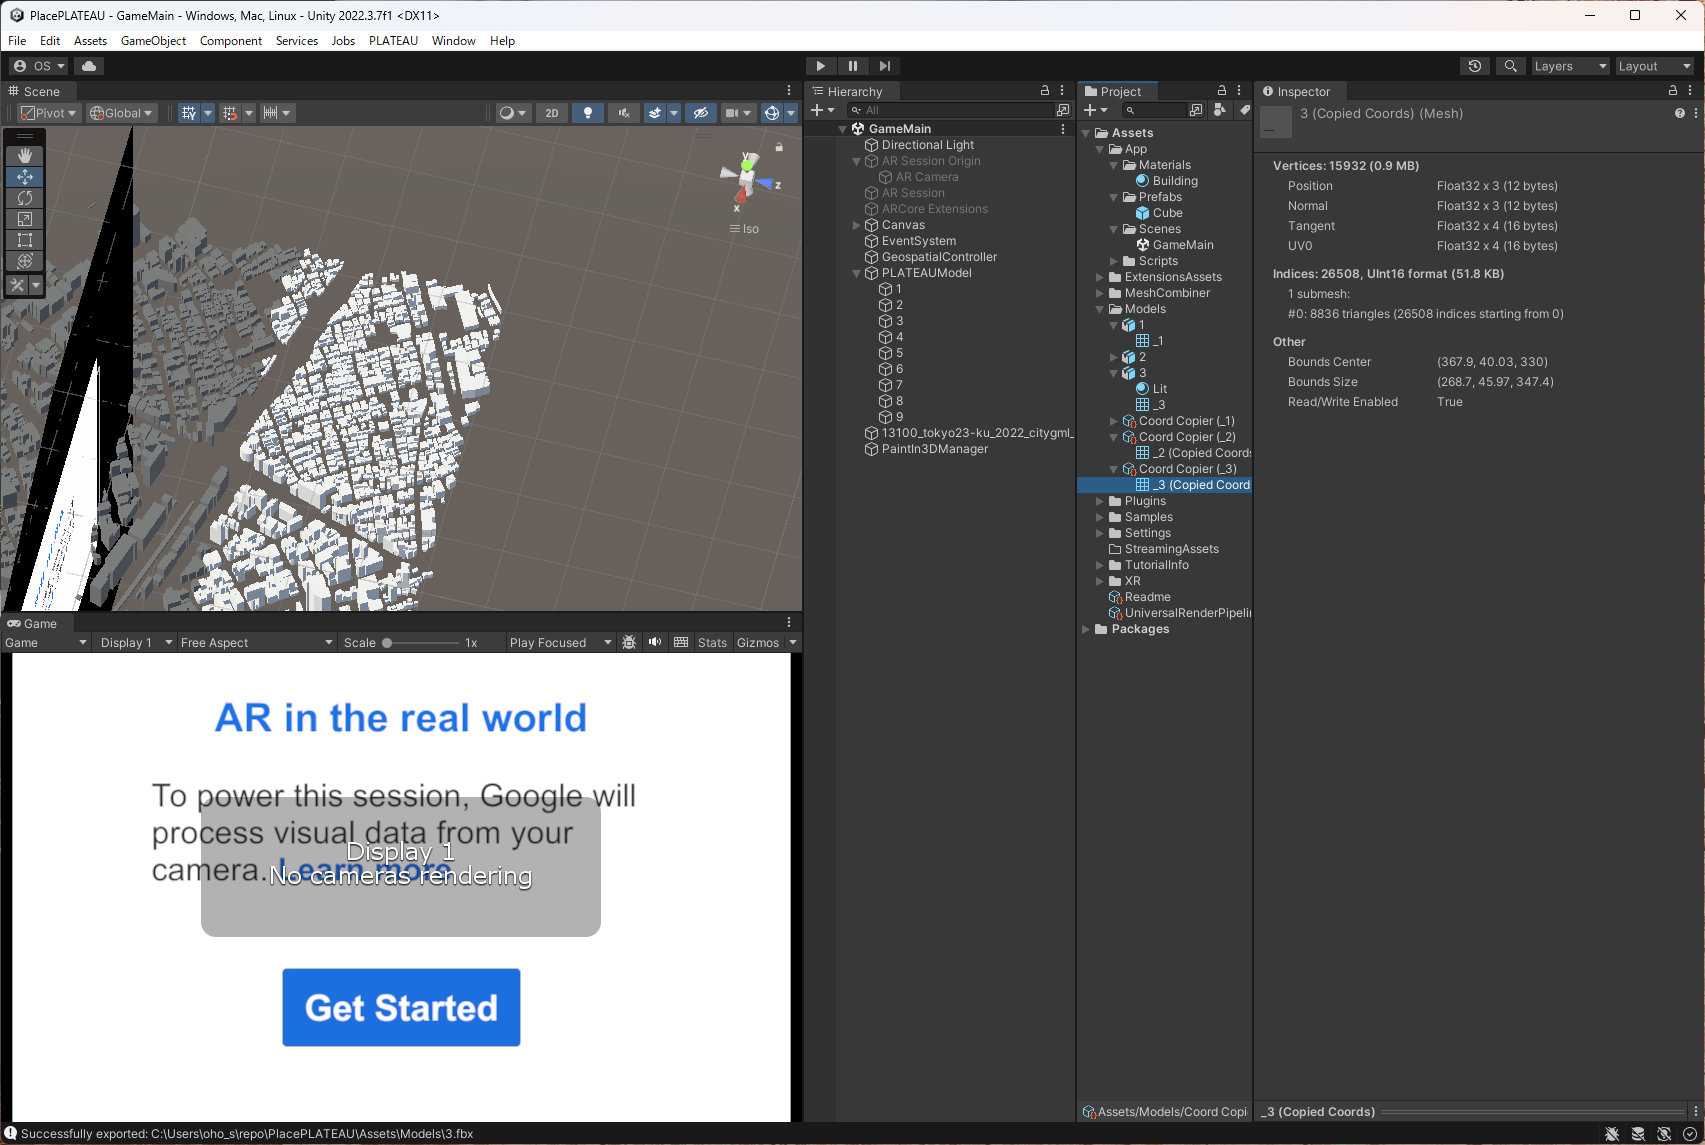 PlacePLATEAU - GameMain - Windows, Mac, Linux - Unity 2022.3.7f1 <DX11>
File Edit Assets GameObject Component Services Jobs PLATEAU Window Help
OS
Layers
Layout
Scene
Pivot
Global
2D
y
z
x
Iso
Game
Game
Display 1
Free Aspect
Scale
1x
Play Focused
Stats
Gizmos
AR in the real world
To power this session, Google will
process visual data from your
camera. Learn more
Display 1
No cameras rendering
Get Started
Hierarchy
All
GameMain
Directional Light
AR Session Origin
AR Camera
AR Session
ARCore Extensions
Canvas
EventSystem
GeospatialController
PLATEAUModel
1
2
3
4
5
6
7
8
9
13100_tokyo23-ku_2022_citygml_
PaintIn3DManager
Project
Assets
App
Materials
Building
Prefabs
Cube
Scenes
GameMain
Scripts
ExtensionsAssets
MeshCombiner
Models
1
_1
2
3
Lit
_3
Coord Copier (_1)
Coord Copier (_2)
_2 (Copied Coords
Coord Copier (_3)
_3 (Copied Coord
Plugins
Samples
Settings
StreamingAssets
TutorialInfo
XR
Readme
UniversalRenderPipelin
Packages
Assets/Models/Coord Copi
Inspector
3 (Copied Coords) (Mesh)
Vertices: 15932 (0.9 MB)
Position Float32 x 3 (12 bytes)
Normal Float32 x 3 (12 bytes)
Tangent Float32 x 4 (16 bytes)
UV0 Float32 x 4 (16 bytes)
Indices: 26508, UInt16 format (51.8 KB)
1 submesh:
#0: 8836 triangles (26508 indices starting from 0)
Other
Bounds Center (367.9, 40.03, 330)
Bounds Size (268.7, 45.97, 347.4)
Read/Write Enabled True
_3 (Copied Coords)
Successfully exported: C:\Users\oho_s\repo\PlacePLATEAU\Assets\Models\3.fbx